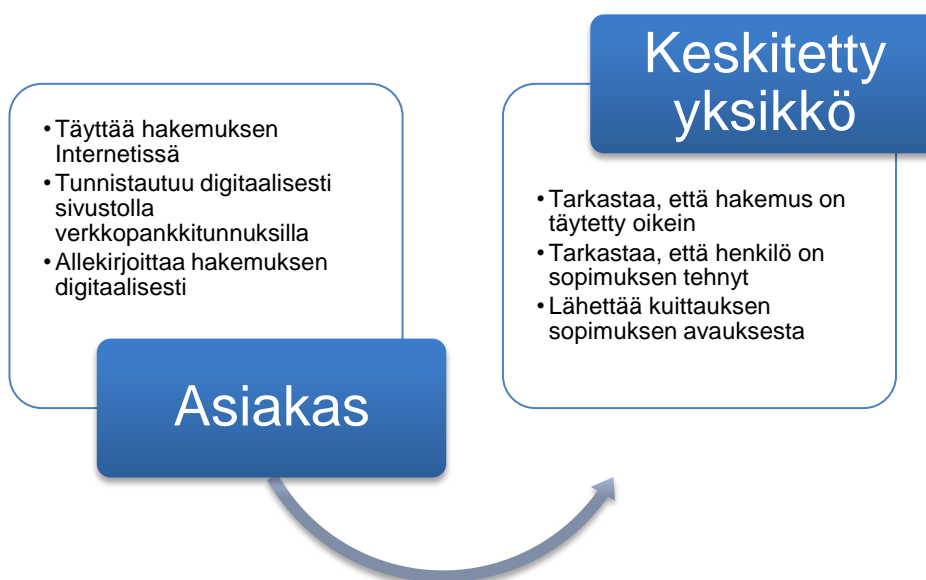 • Täyttää hakemuksen
Internetissä
• Tunnistautuu digitaalisesti
sivustolla
verkkopankkitunnuksilla
• Allekirjoittaa hakemuksen
digitaalisesti
Asiakas
Keskitetty
yksikkö
• Tarkastaa, että hakemus on
täytetty oikein
• Tarkastaa, että henkilö on
sopimuksen tehnyt
• Lähettää kuittauksen
sopimuksen avauksesta